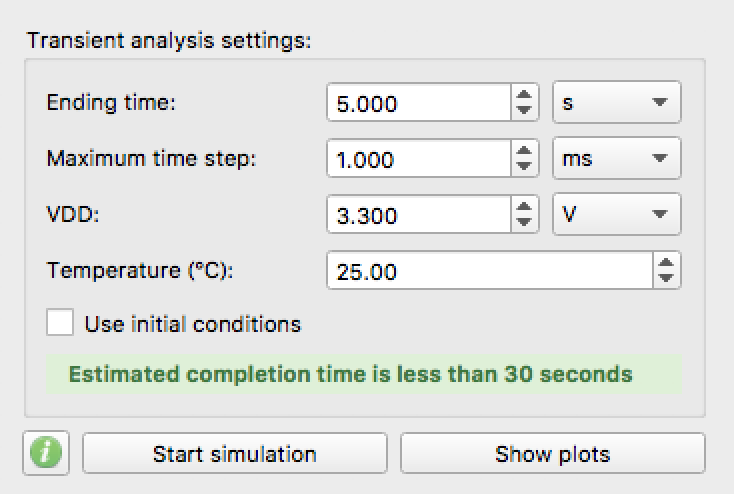 Transient analysis settings:
Ending time: 5.000 s
Maximum time step: 1.000 ms
VDD: 3.300 V
Temperature (°C): 25.00
Use initial conditions
Estimated completion time is less than 30 seconds
i Start simulation Show plots